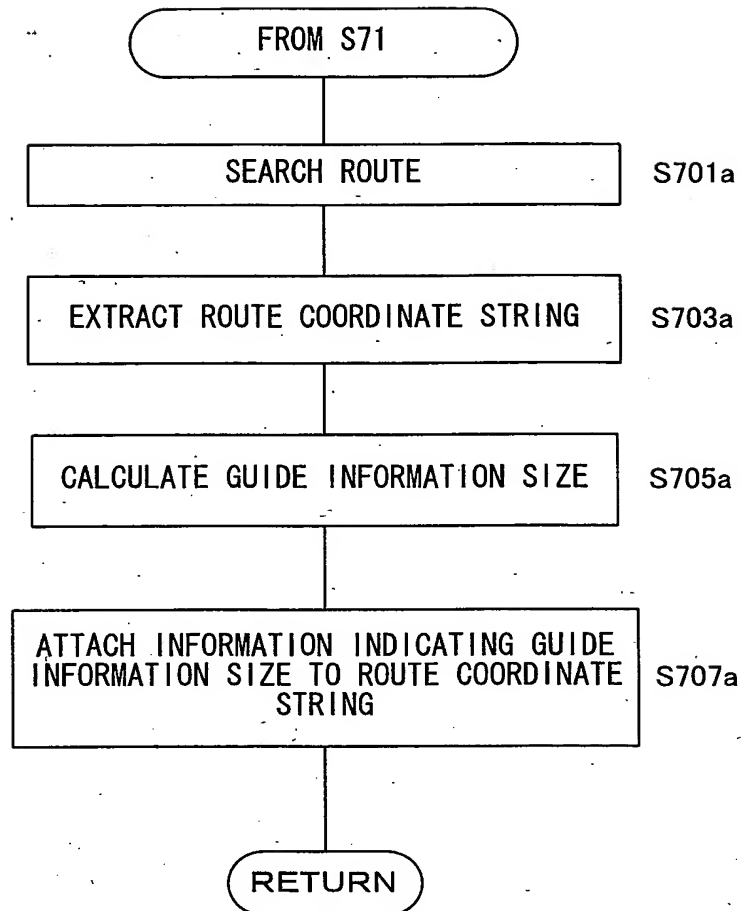 FROM S71
SEARCH ROUTE S701a
EXTRACT ROUTE COORDINATE STRING S703a
CALCULATE GUIDE INFORMATION SIZE S705a
ATTACH INFORMATION INDICATING GUIDE
INFORMATION SIZE TO ROUTE COORDINATE S707a
STRING
RETURN